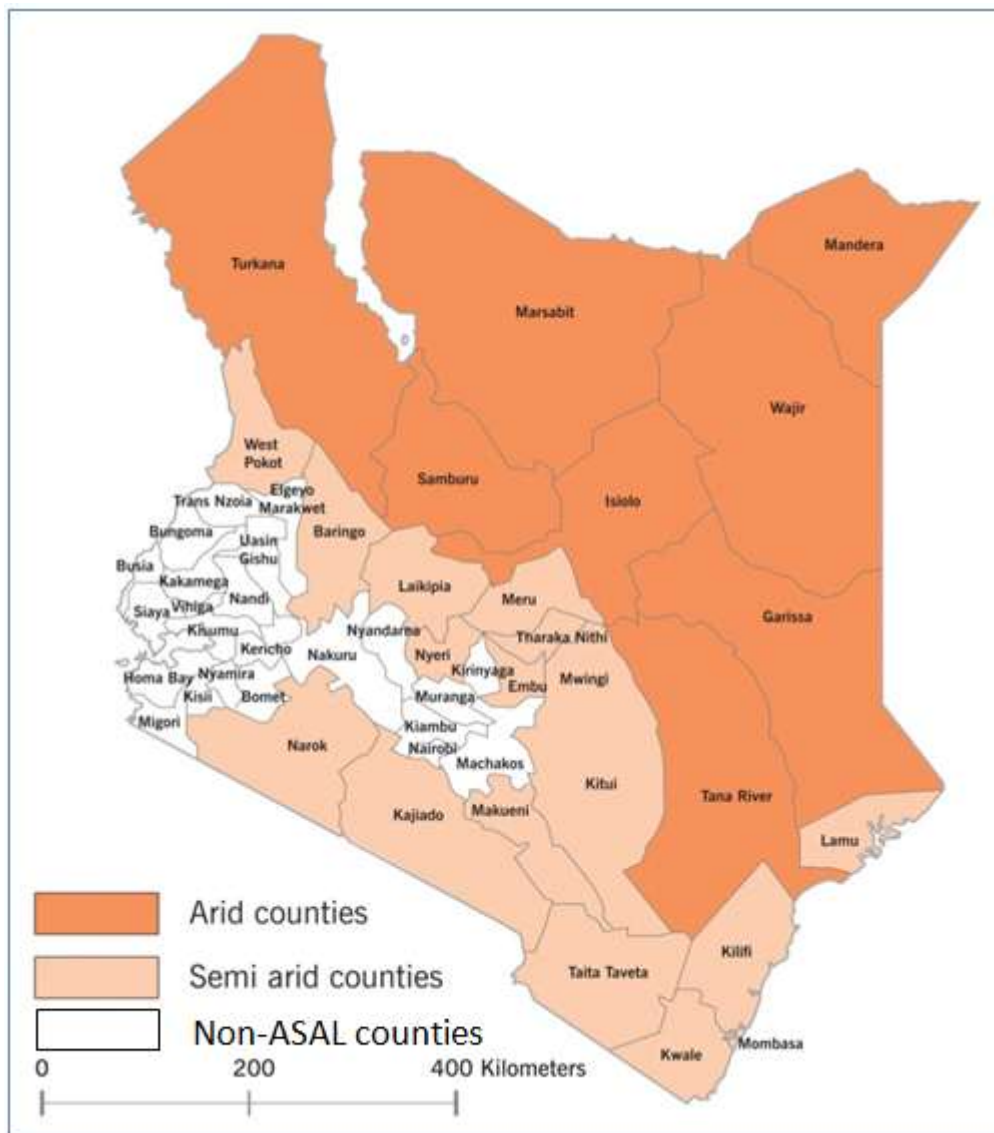 Mandera
Turkana
Marsabit
Wajir
West
Pokot
Samburu
Isiolo
Elgeyo
Marakwet
Trans Nzoia
Bungoma
Uasin
Gishu
Baringo
Busia
Kakamega
Laikipia
Meru
Nandi
Siaya
Vihiga
Garissa
Kisumu
Nyandarna
Tharaka Nithi
Kericho
Nakuru
Nyeri
Kirinyaga
Mwingi
Homa Bay
Nyamira
Embu
Kisii
Bomet
Muranga
Migori
Kiambu
Nairobi
Narok
Machakos
Kitui
Tana River
Kajiado
Makueni
Lamu
Arid counties
Kilifi
Semi arid counties
Taita Taveta
Non-ASAL counties
Mombasa
Kwale
0 200 400 Kilometers